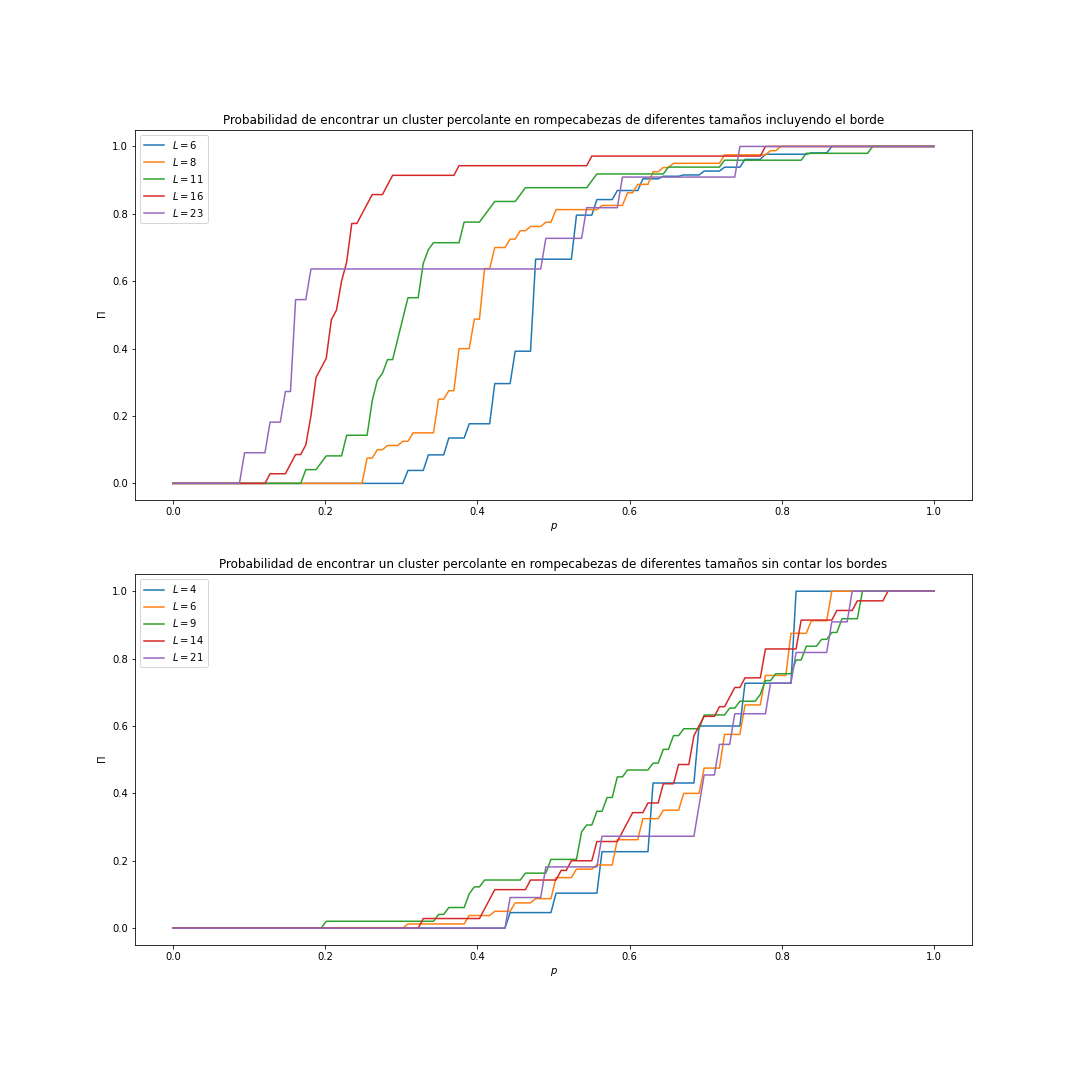 Probabilidad de encontrar un cluster percolante en rompecabezas de diferentes tamaños incluyendo el borde
1.0
0.8
0.6
0.4
0.2
0.0
Π
L = 6
L = 8
L = 11
L = 16
L = 23
0.0 0.2 0.4 0.6 0.8 1.0
p
Probabilidad de encontrar un cluster percolante en rompecabezas de diferentes tamaños sin contar los bordes
1.0
0.8
0.6
0.4
0.2
0.0
Π
L = 4
L = 6
L = 9
L = 14
L = 21
0.0 0.2 0.4 0.6 0.8 1.0
p